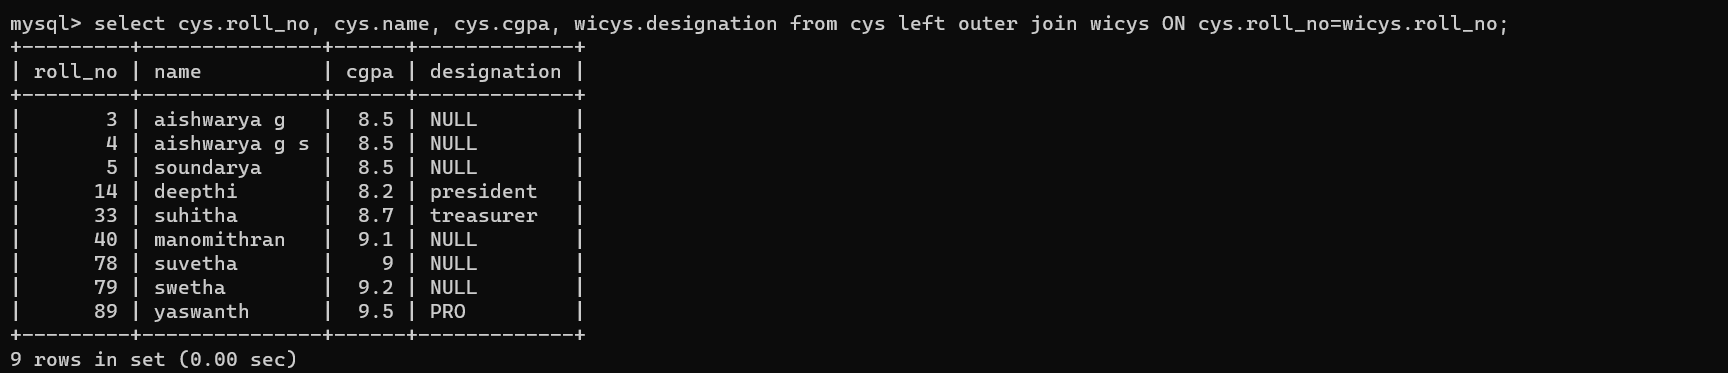 mysql> select cys.roll_no, cys.name, cys.cgpa, wicys.designation from cys left outer join wicys ON cys.roll_no=wicys.roll_no;
+---------+---------------+------+-------------+
| roll_no | name          | cgpa | designation |
+---------+---------------+------+-------------+
|       3 | aishwarya g   |  8.5 | NULL        |
|       4 | aishwarya g s |  8.5 | NULL        |
|       5 | soundarya     |  8.5 | NULL        |
|      14 | deepthi       |  8.2 | president   |
|      33 | suhitha       |  8.7 | treasurer   |
|      40 | manomithran   |  9.1 | NULL        |
|      78 | suvetha       |    9 | NULL        |
|      79 | swetha        |  9.2 | NULL        |
|      89 | yaswanth      |  9.5 | PRO         |
+---------+---------------+------+-------------+
9 rows in set (0.00 sec)